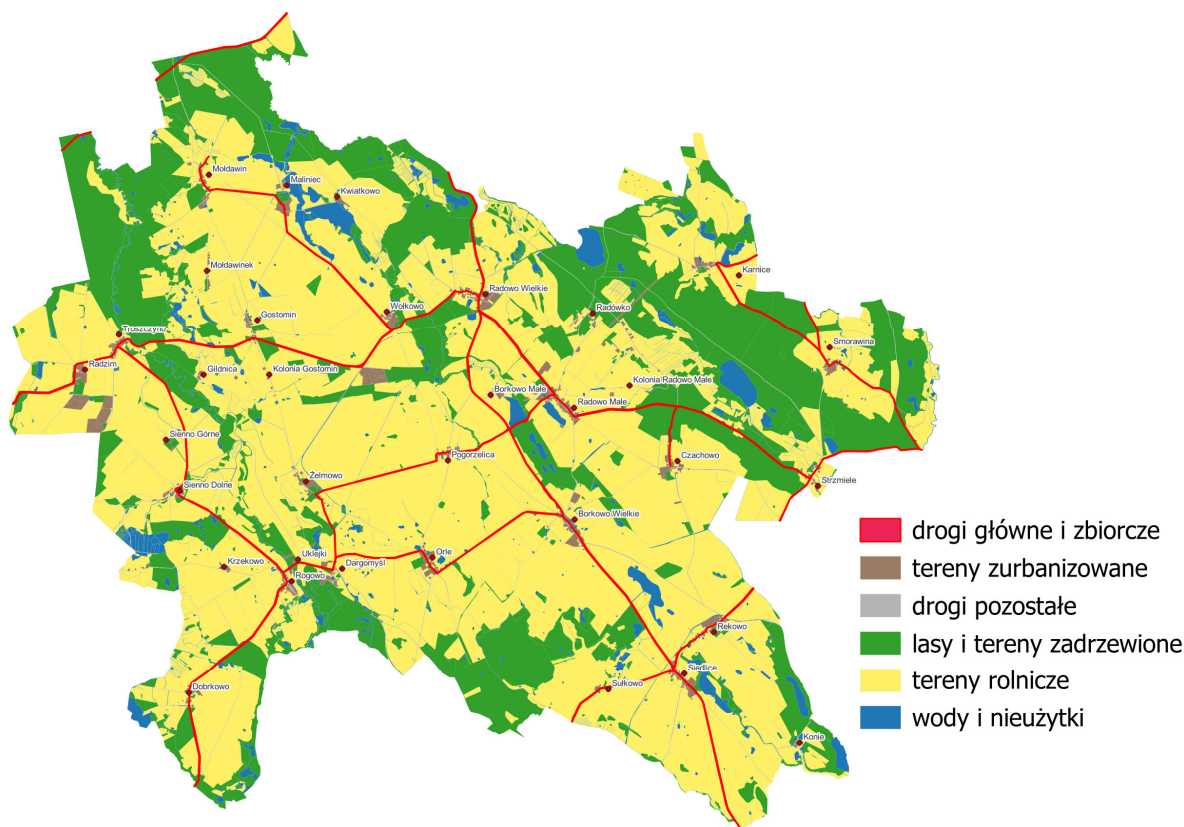 Mołdawin
Maliniec
Kwiatkowo
Mołdawinek
Karnice
Radowo Wielkie
Wołkowo
Radówko
Gostomin
Troszczyno
Smorawina
Radzim
Gildnica
Kolonia Gostomin
Kolonia Radowo Małe
Borkowo Małe
Radowo Małe
Sienno Górne
Pogorzelica
Czachowo
Żelmowo
Sienno Dolne
Strzmiele
Borkowo Wielkie
Uklejki
Orle
Krzekowo
Dargomyśl
Rogowo
Rekowo
Siedlice
Sułkowo
Dobrkowo
Konie
drogi główne i zbiorcze
tereny zurbanizowane
drogi pozostałe
lasy i tereny zadrzewione
tereny rolnicze
wody i nieużytki